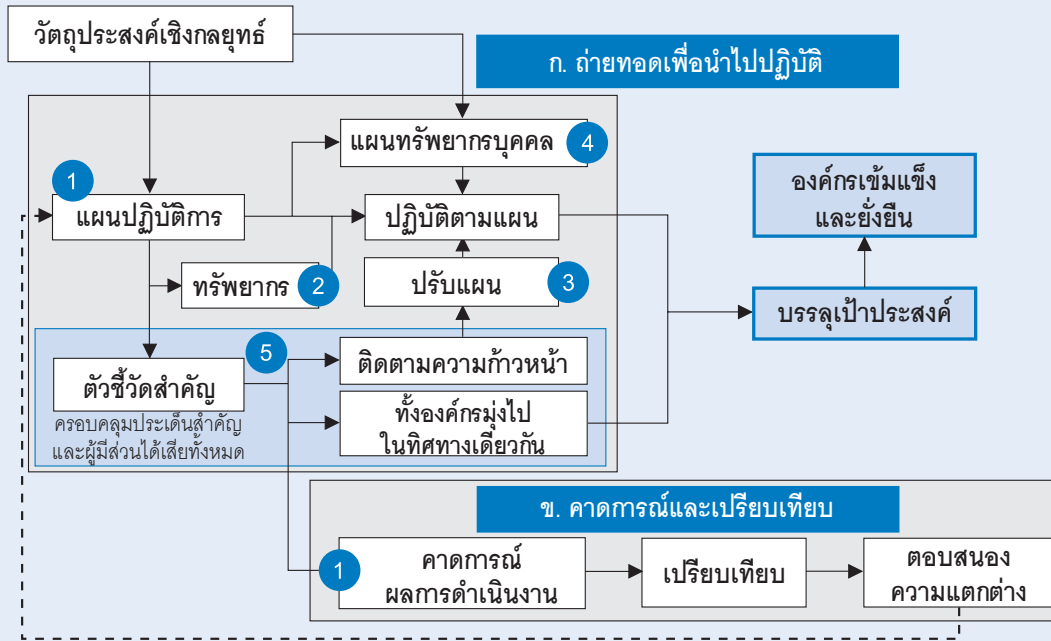 วัตถุประสงค์เชิงกลยุทธ์
ก. ถ่ายทอดเพื่อนำไปปฏิบัติ
แผนทรัพยากรบุคคล
4
1
แผนปฏิบัติการ
ปฏิบัติตามแผน
องค์กรเข้มแข็ง
และยั่งยืน
ทรัพยากร
2
ปรับแผน
3
บรรลุเป้าประสงค์
5
ตัวชี้วัดสำคัญ
ติดตามความก้าวหน้า
ครอบคลุมประเด็นสำคัญ
และผู้มีส่วนได้เสียทั้งหมด
ทั้งองค์กรมุ่งไป
ในทิศทางเดียวกัน
ข. คาดการณ์และเปรียบเทียบ
1
คาดการณ์
ผลการดำเนินงาน
เปรียบเทียบ
ตอบสนอง
ความแตกต่าง